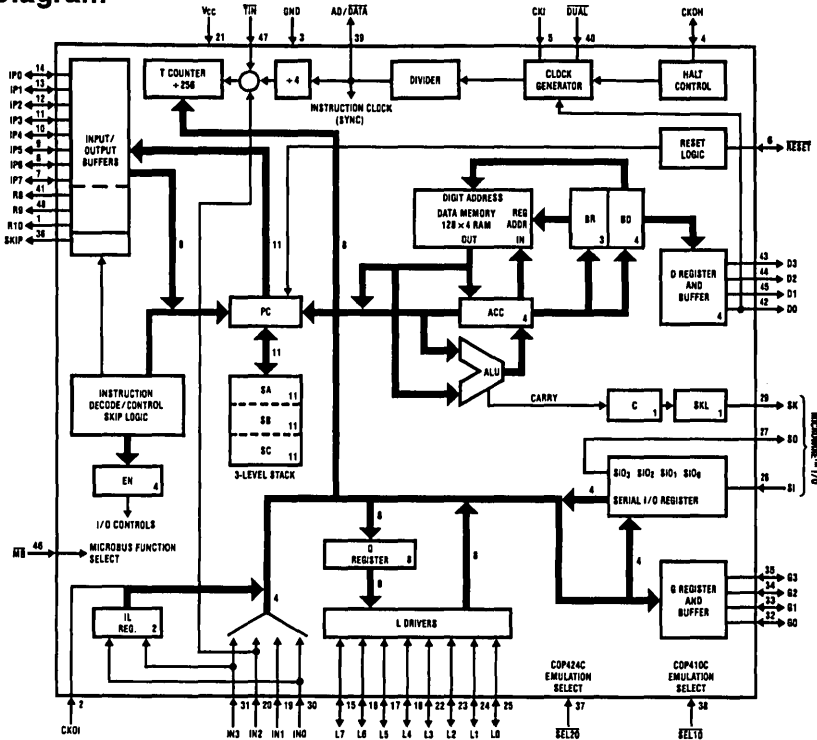 Diagram
VCC TIN GND AD/DATA CKI DUAL CKOH
21 47 3 39 5 40 4
IP0 14
IP1 13
IP2 12
IP3 11
IP4 10
IP5 9
IP6 8
IP7 7
R8 41
R9 48
R10 1
SKIP 36
INPUT/
OUTPUT
BUFFERS
T COUNTER
÷256
÷4
DIVIDER
CLOCK
GENERATOR
HALT
CONTROL
INSTRUCTION CLOCK
(SYNC)
RESET
LOGIC
6 RESET
DIGIT ADDRESS
DATA MEMORY
128 × 4 RAM
REG
ADDR
OUT IN
BR BD
3 4
D REGISTER
AND
BUFFER
4
43 D3
44 D2
45 D1
42 D0
8 11 8
PC
ACC
4
11
ALU
INSTRUCTION
DECODE/CONTROL
SKIP LOGIC
SA 11
SB 11
SC 11
3-LEVEL STACK
CARRY
C 1
SKL 1
29 SK
27 SO
28 SI
MICROWIRE™ I/O
EN 4
I/O CONTROLS
SIO3 SIO2 SIO1 SIO0
SERIAL I/O REGISTER
4
4
MB 46
MICROBUS FUNCTION
SELECT
8
Q
REGISTER 8
8
8
G REGISTER
AND
BUFFER
35 G3
34 G2
33 G1
32 G0
IL
REG. 2
4
L DRIVERS
COP424C
EMULATION
SELECT
COP410C
EMULATION
SELECT
2 31 20 19 30 15 16 17 18 22 23 24 25 37 38
CKOI IN3 IN2 IN1 IN0 L7 L6 L5 L4 L3 L2 L1 L0 SEL20 SEL10